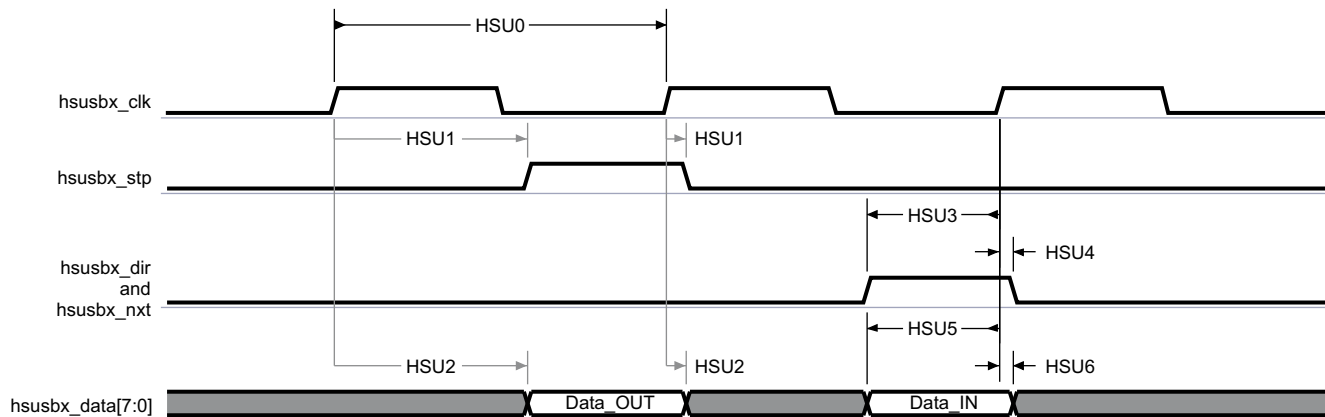 HSU0
hsusbx_clk
HSU1 HSU1
hsusbx_stp
HSU3
HSU4
hsusbx_dir
and
hsusbx_nxt
HSU5
HSU2 HSU2 HSU6
hsusbx_data[7:0] Data_OUT Data_IN